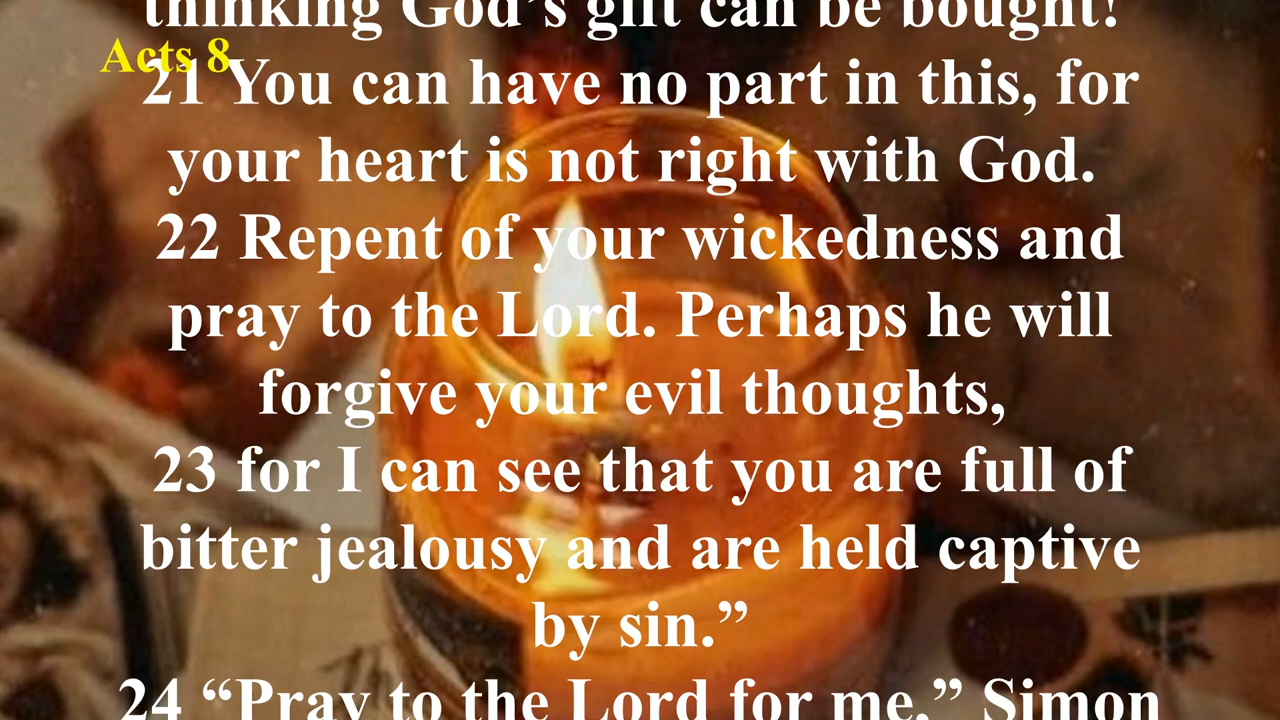 thinking God’s gift can be bought!
Acts 8
21 You can have no part in this, for
your heart is not right with God.
22 Repent of your wickedness and
pray to the Lord. Perhaps he will
forgive your evil thoughts,
23 for I can see that you are full of
bitter jealousy and are held captive
by sin.”
24 “Pray to the Lord for me,” Simon